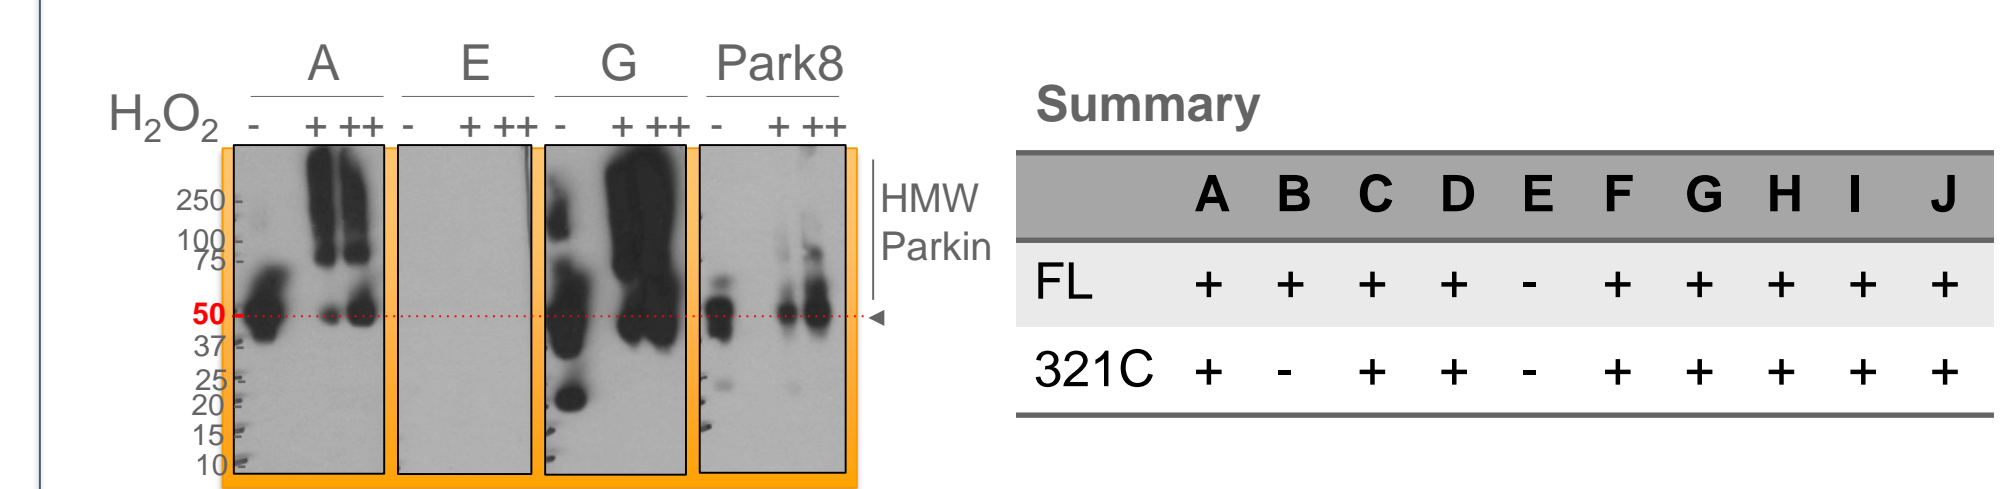 A E G Park8
H₂O₂ - + ++ - + ++ - + ++ - + ++
250
100
75
50
37
25
20
15
10
HMW
Parkin
Summary
A B C D E F G H I J
FL + + + + - + + + + +
321C + - + + - + + + + +